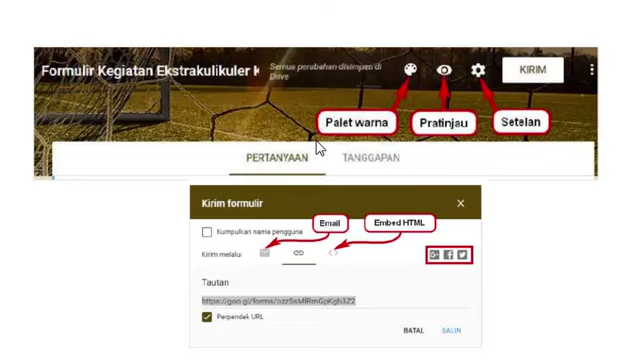 Formulir Kegiatan Ekstrakulikuler K
Semua perubahan disimpan di
Drive
KIRIM
Palet warna
Pratinjau
Setelan
PERTANYAAN
TANGGAPAN
Kirim formulir
Kumpulkan nama pengguna
Email
Embed HTML
Kirim melalui
Tautan
Perpendek URL
BATAL
SALIN